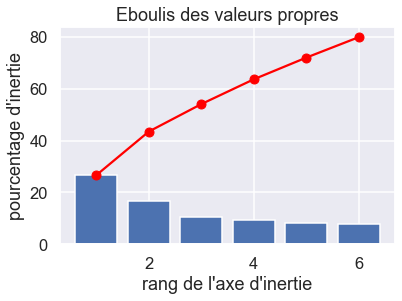 Eboulis des valeurs propres
80
60
40
20
0
pourcentage d'inertie
2 4 6
rang de l'axe d'inertie